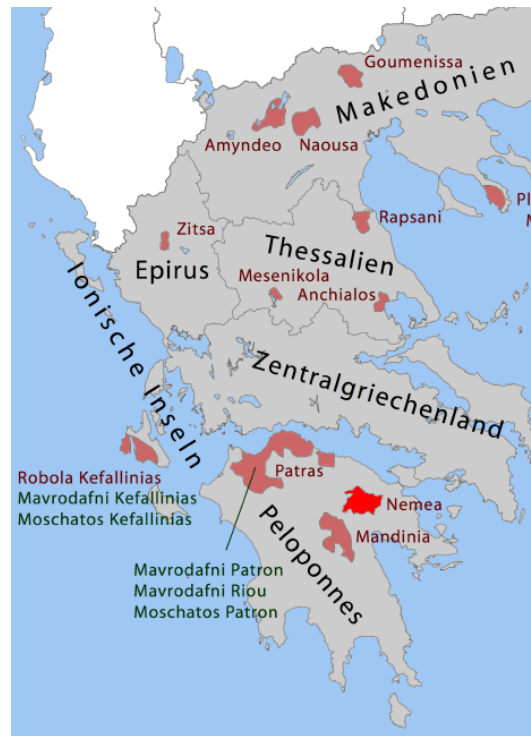 Goumenissa
Makedonien
Amyndeo
Naousa
Pl
M
Rapsani
Zitsa
Thessalien
Epirus
Mesenikola
Anchialos
Ionische Inseln
Zentralgriechenland
Robola Kefallinias
Mavrodafni Kefallinias
Moschatos Kefallinias
Patras
Nemea
Mandinia
Peloponnes
Mavrodafni Patron
Mavrodafni Riou
Moschatos Patron